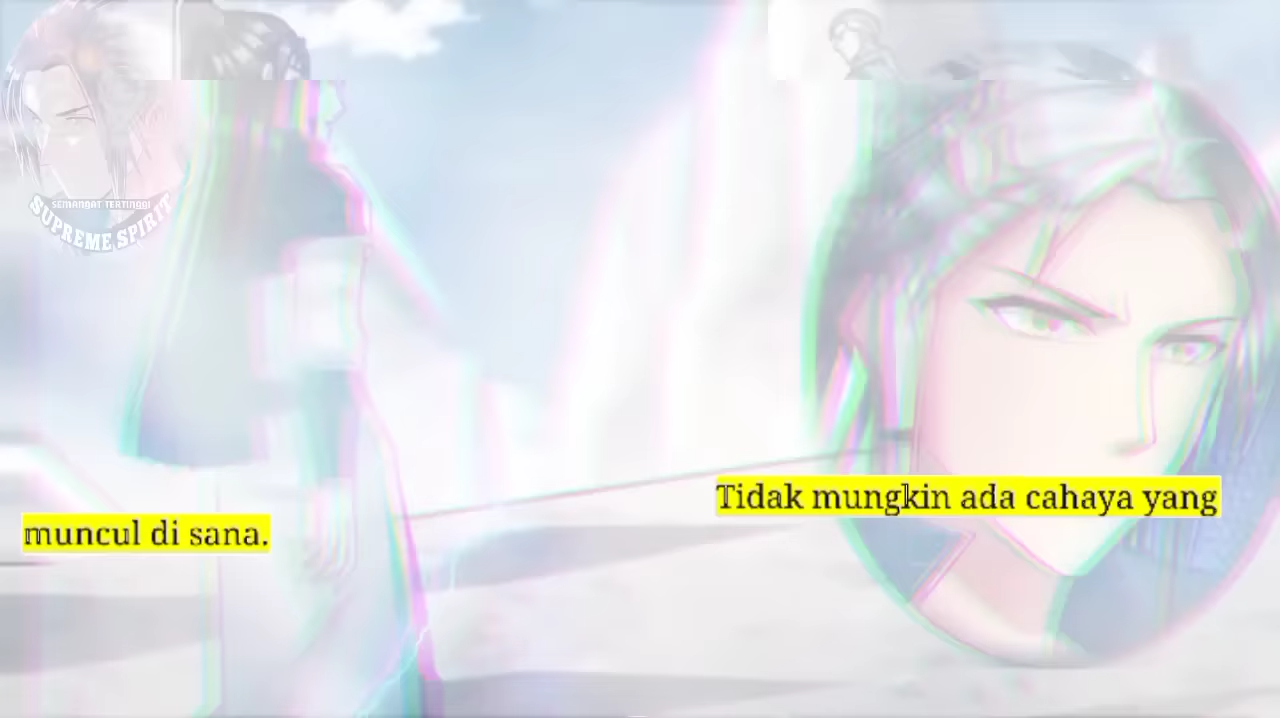 SEMANGAT TERTINGGI
SUPREME SPIRIT
Tidak mungkin ada cahaya yang
muncul di sana.